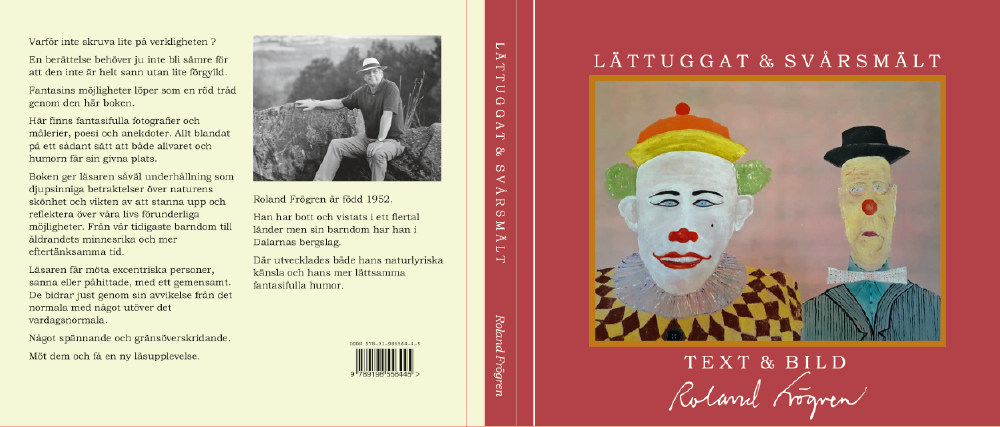 Varför inte skruva lite på verkligheten ?
En berättelse behöver ju inte bli sämre för
att den inte är helt sann utan lite förgylld.
Fantasins möjligheter löper som en röd tråd
genom den här boken.
Här finns fantasifulla fotografier och
målerier, poesi och anekdoter. Allt blandat
på ett sådant sätt att både allvaret och
humorn får sin givna plats.
Boken ger läsaren såväl underhållning som
djupsinniga betraktelser över naturens
skönhet och vikten av att stanna upp och
reflektera över våra livs förunderliga
möjligheter. Från vår tidigaste barndom till
åldrandets minnesrika och mer
eftertänksamma tid.
Läsaren får möta excentriska personer,
sanna eller påhittade, med ett gemensamt.
De bidrar just genom sin avvikelse från det
normala med något utöver det
vardagsnormala.
Något spännande och gränsöverskridande.
Möt dem och få en ny läsupplevelse.
Roland Frögren är född 1952.
Han har bott och vistats i ett flertal
länder men sin barndom har han i
Dalarnas bergslag.
Där utvecklades både hans naturlyriska
känsla och hans mer lättsamma
fantasifulla humor.
LÄTTUGGAT & SVÅRSMÄLT
Roland Frögren
LÄTTUGGAT & SVÅRSMÄLT
TEXT & BILD
Roland Frögren